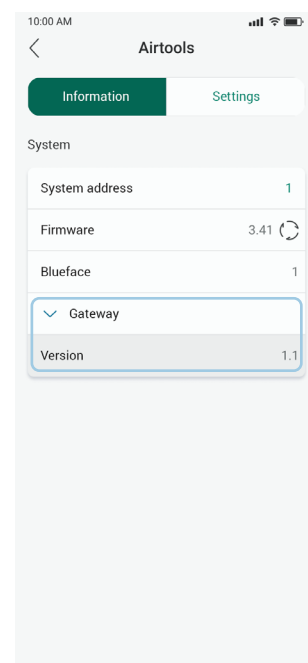 10:00 AM
Airtools
Information Settings
System
System address 1
Firmware 3.41
Blueface 1
Gateway
Version 1.1